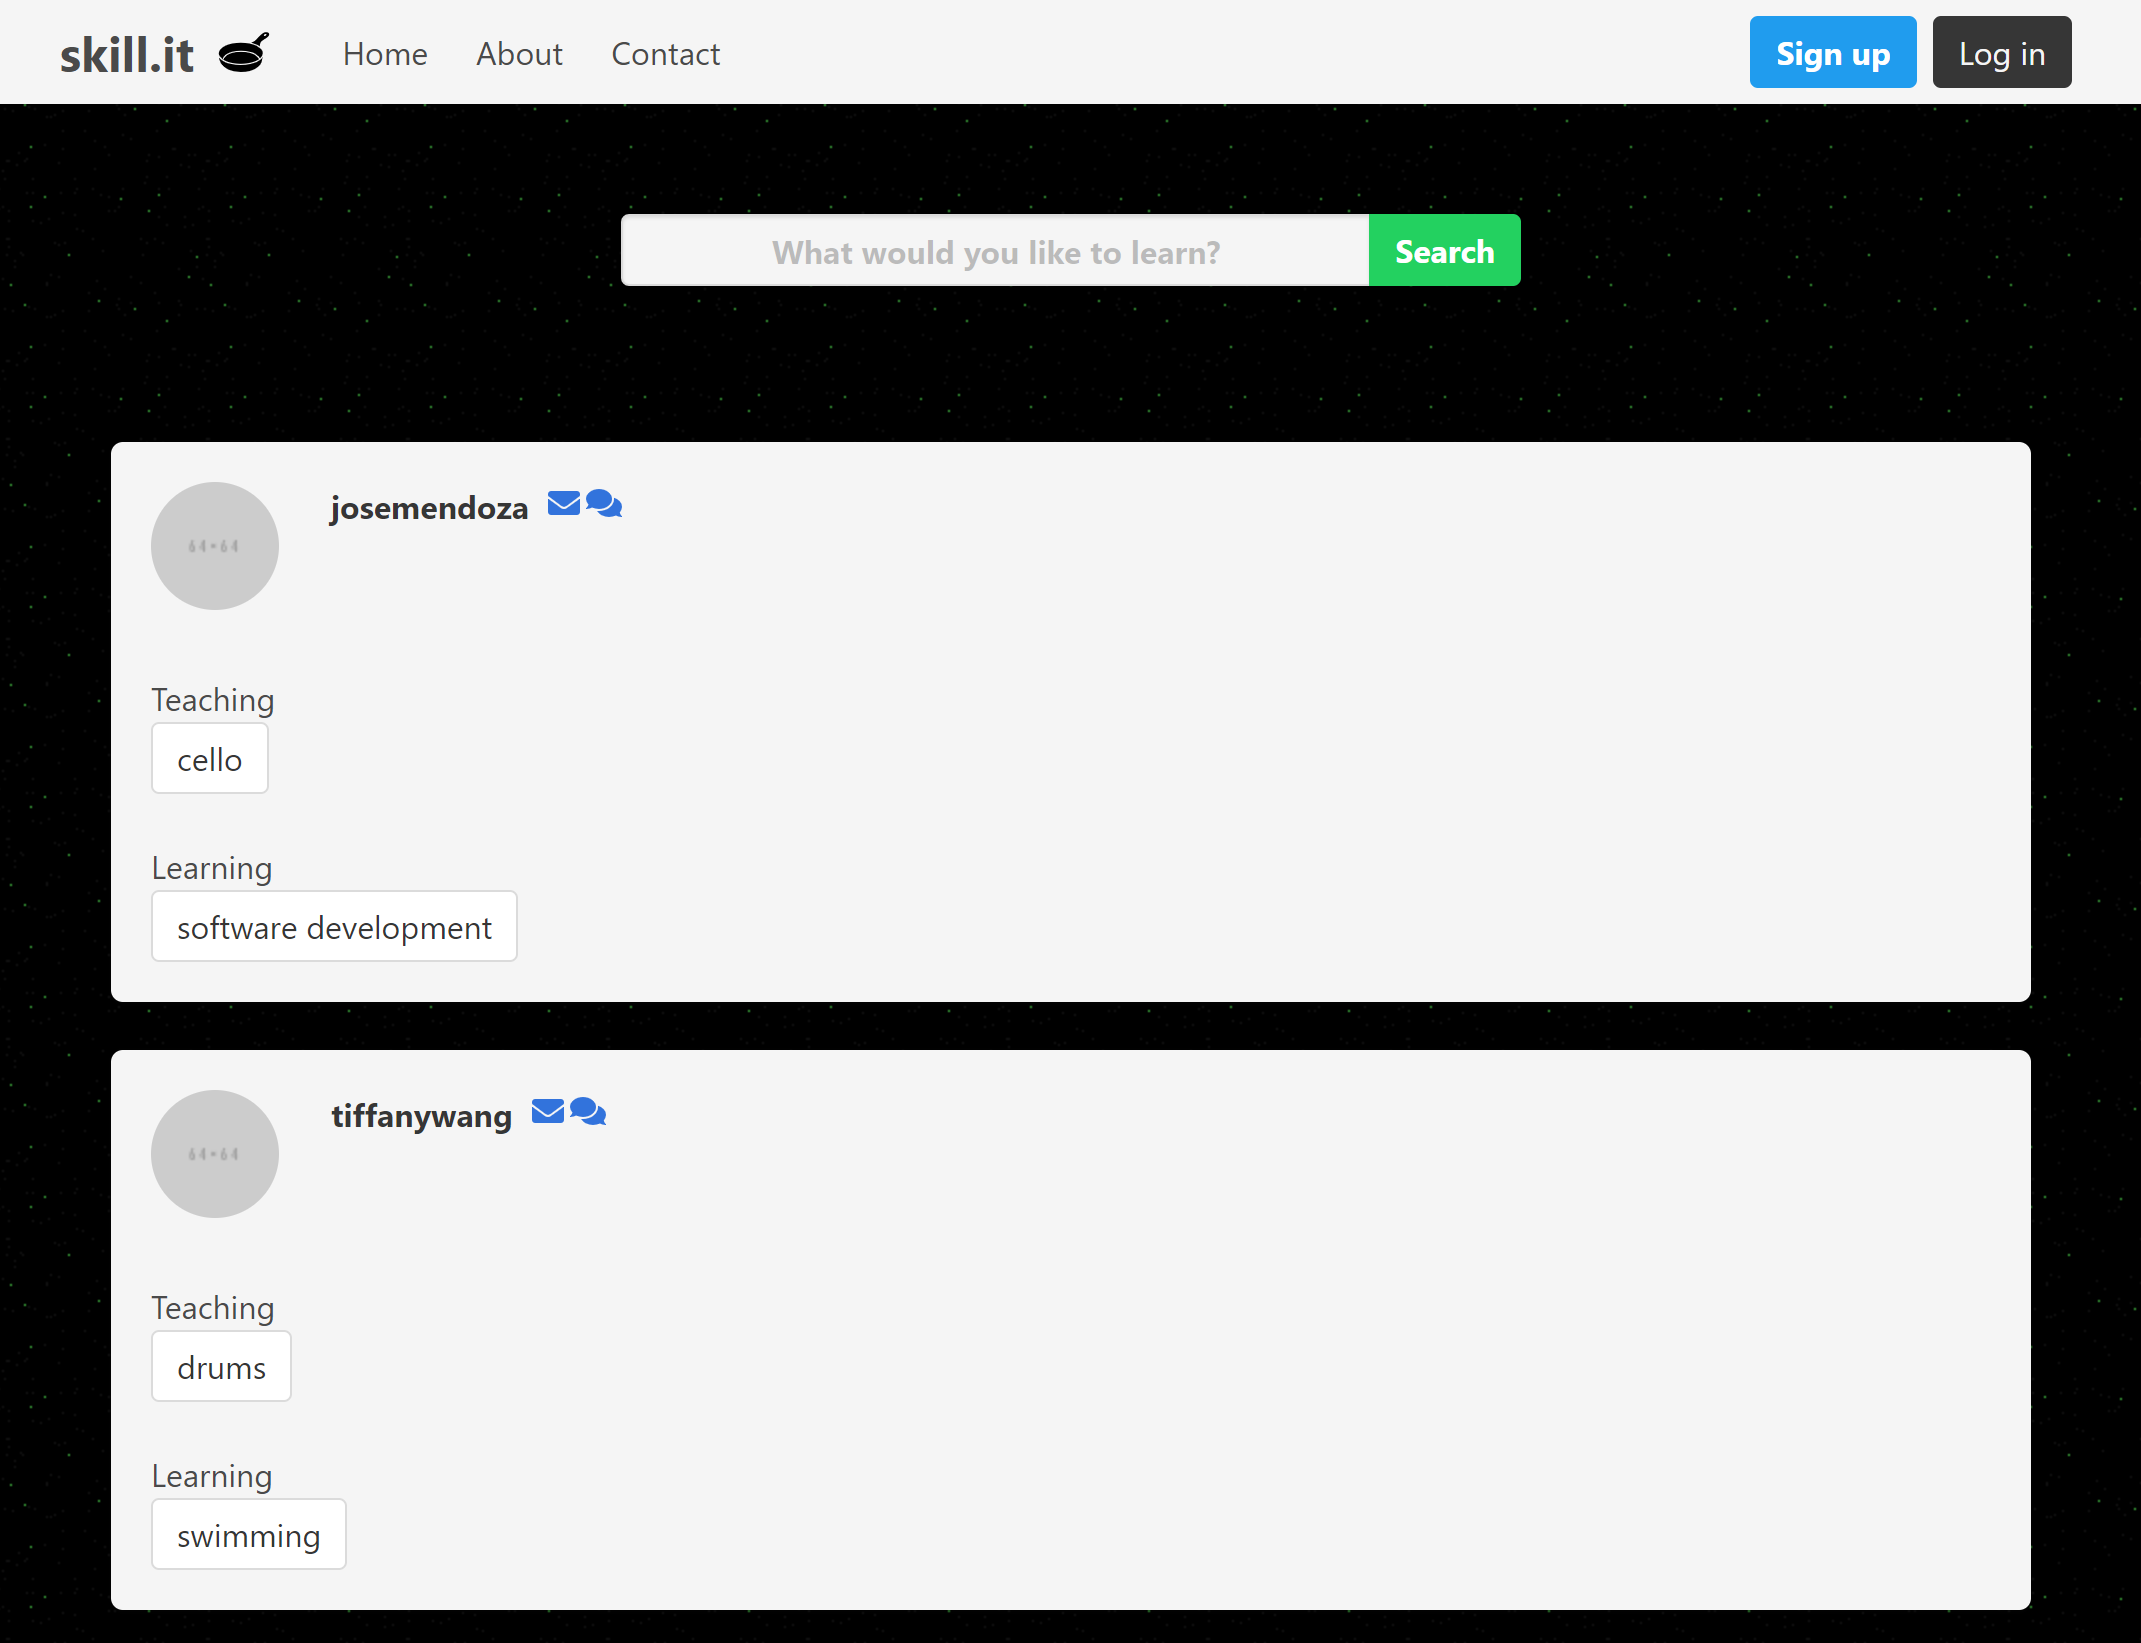 skill.it Home About Contact Sign up Log in
What would you like to learn? Search
josemendoza
64×64
Teaching
cello
Learning
software development
tiffanywang
64×64
Teaching
drums
Learning
swimming